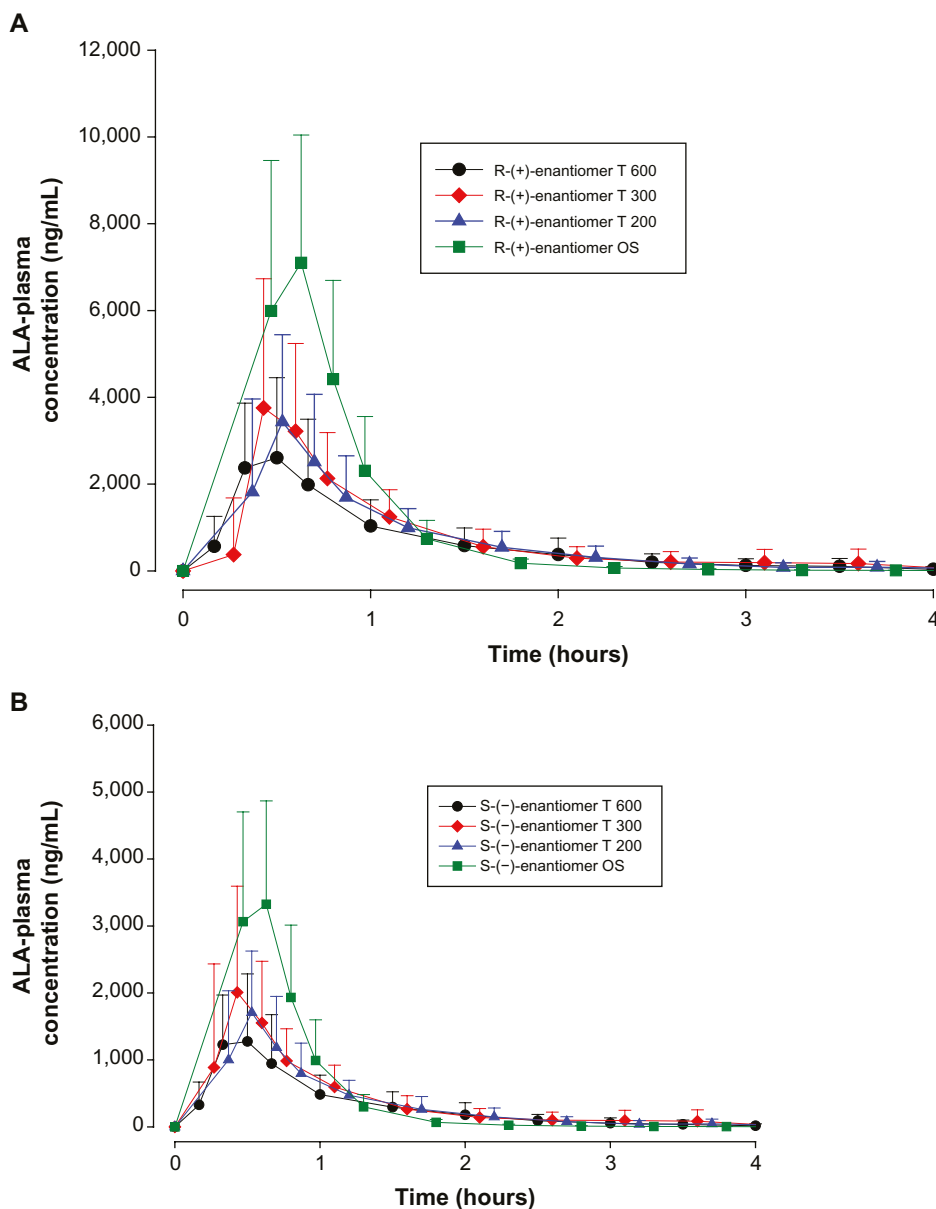 A
12,000
10,000
8,000
6,000
4,000
2,000
0
ALA-plasma
concentration (ng/mL)
R-(+)-enantiomer T 600
R-(+)-enantiomer T 300
R-(+)-enantiomer T 200
R-(+)-enantiomer OS
0 1 2 3 4
Time (hours)
B
6,000
5,000
4,000
3,000
2,000
1,000
0
ALA-plasma
concentration (ng/mL)
S-(−)-enantiomer T 600
S-(−)-enantiomer T 300
S-(−)-enantiomer T 200
S-(−)-enantiomer OS
0 1 2 3 4
Time (hours)